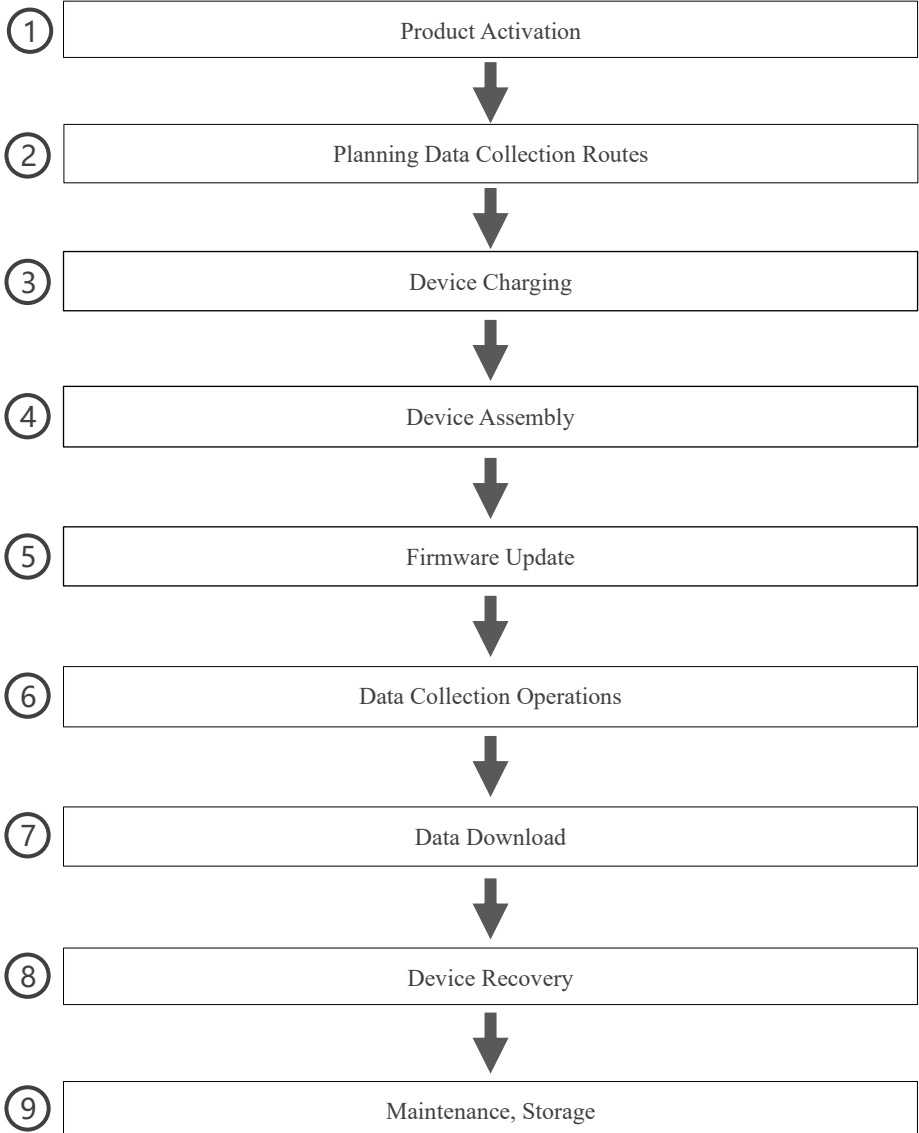 1 Product Activation
2 Planning Data Collection Routes
3 Device Charging
4 Device Assembly
5 Firmware Update
6 Data Collection Operations
7 Data Download
8 Device Recovery
9 Maintenance, Storage